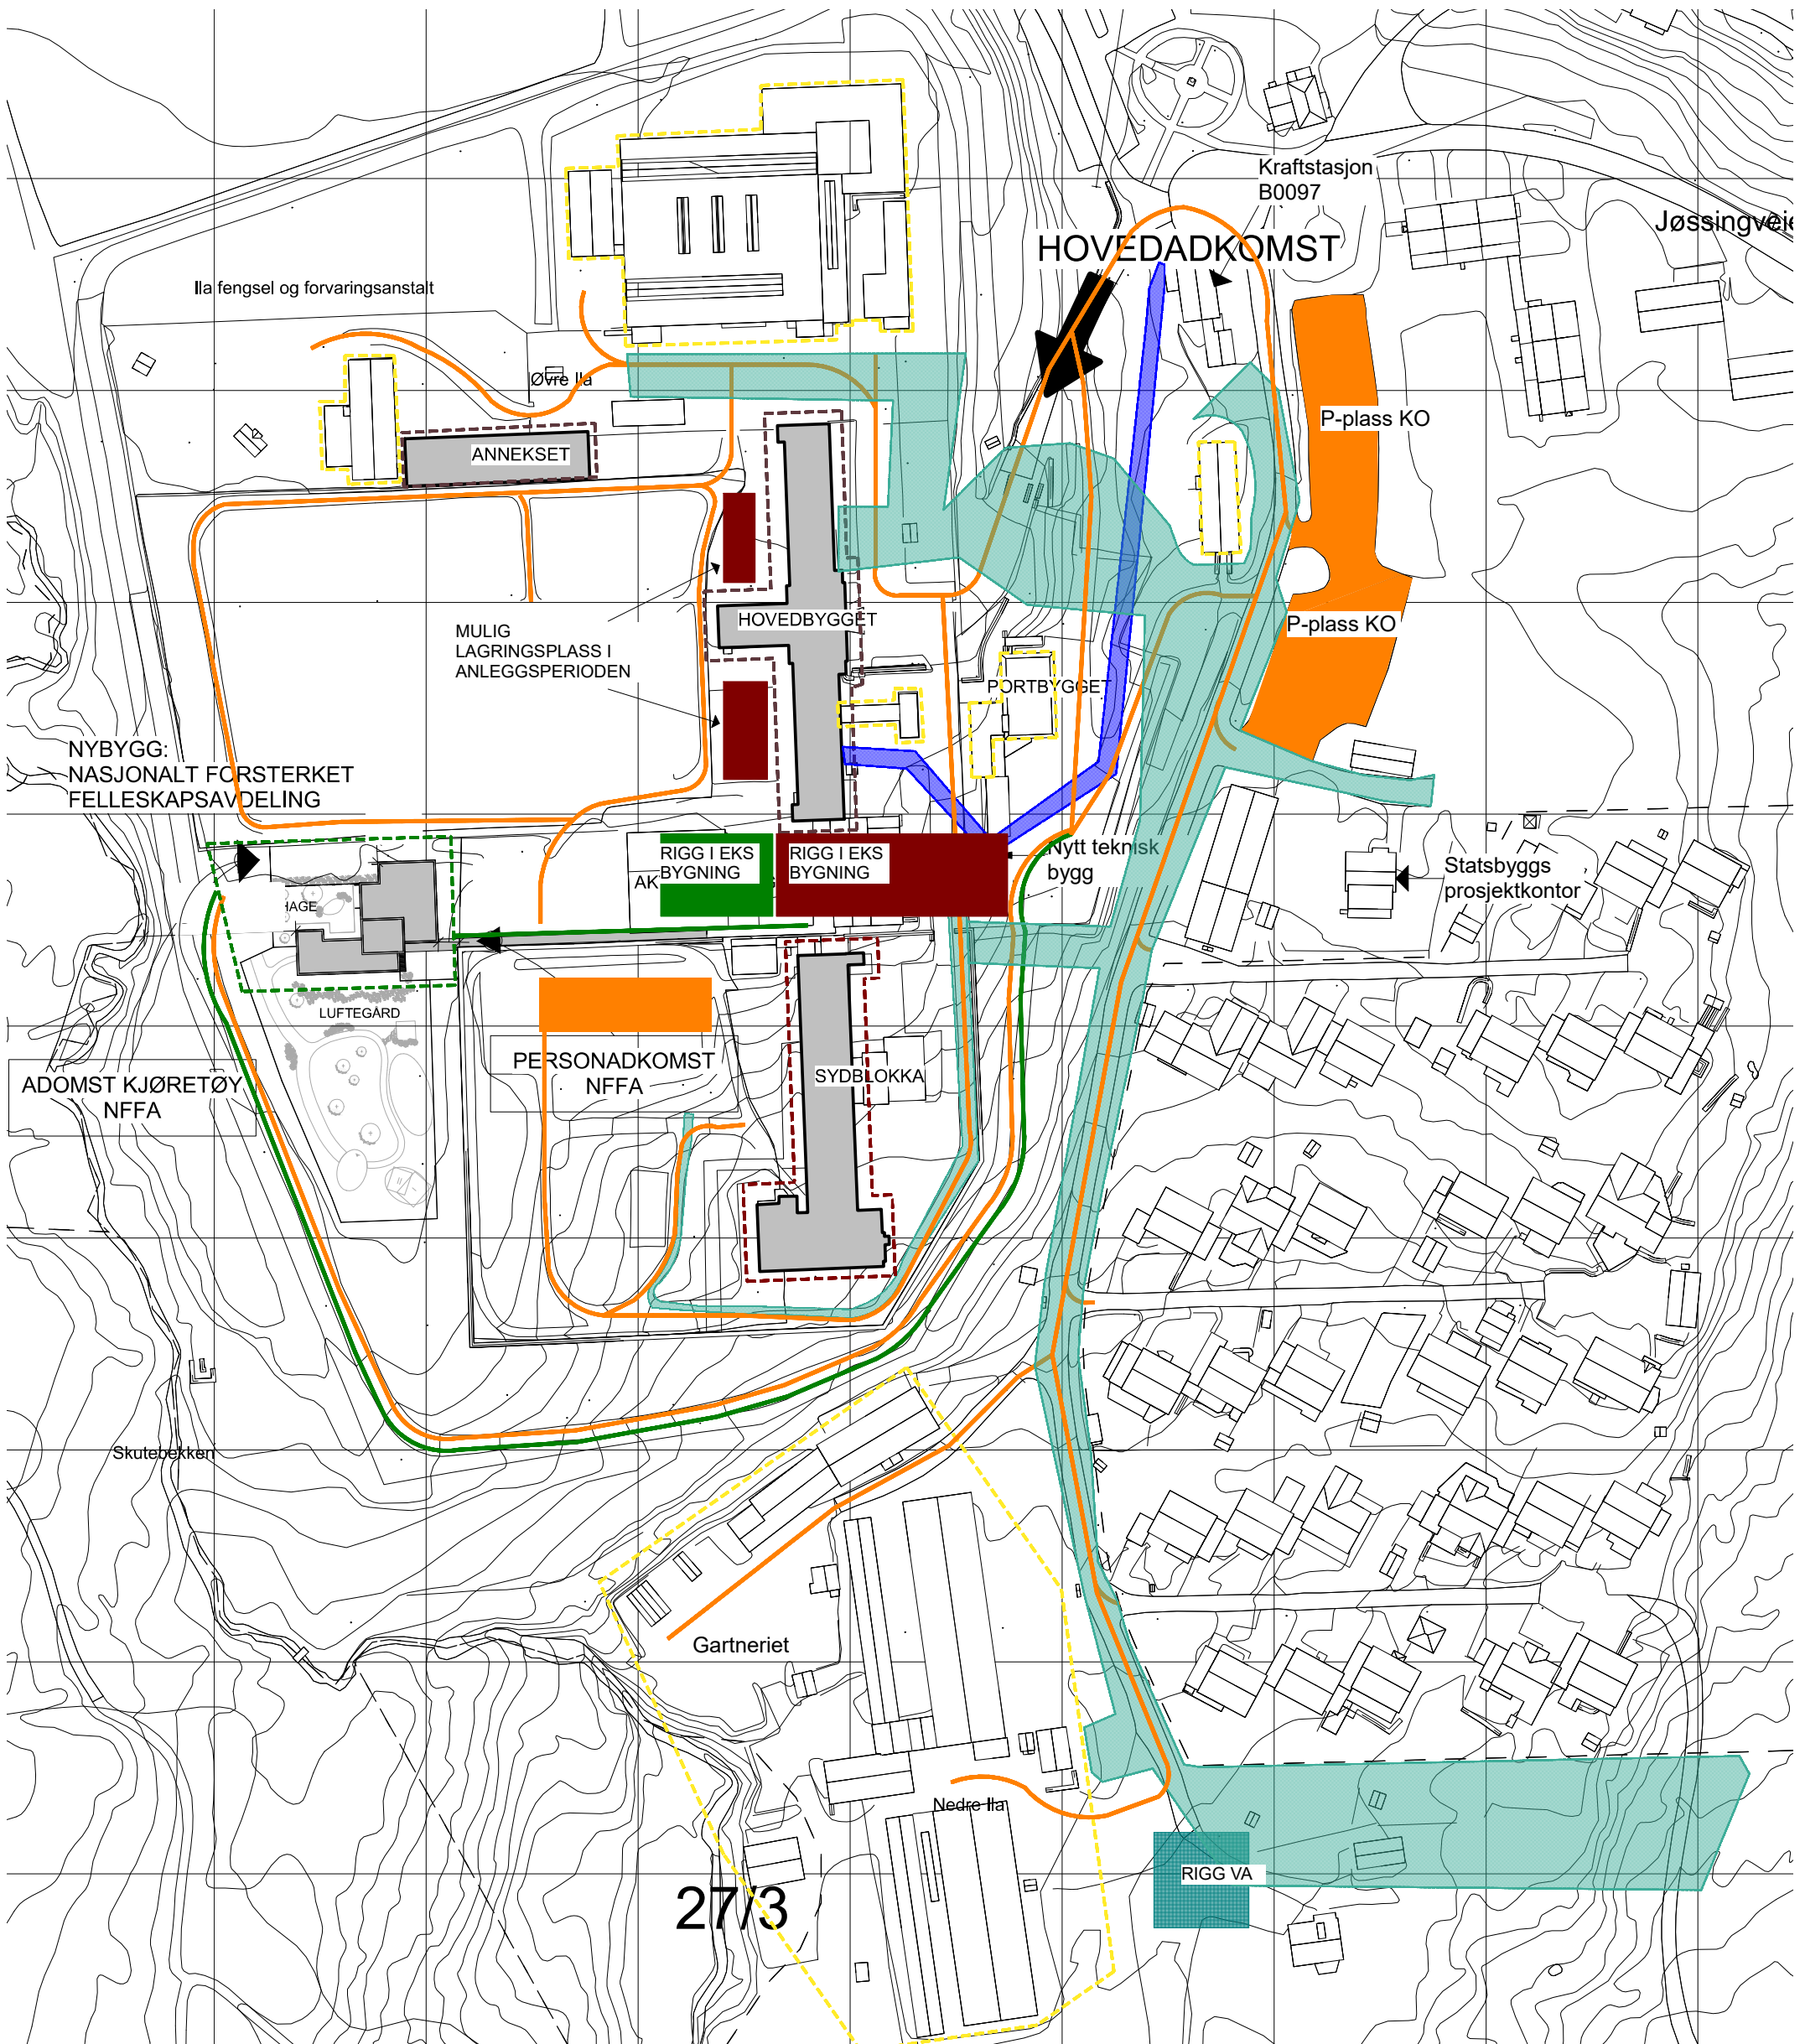 Kraftstasjon
B0097
HOVEDADKOMST
Ila fengsel og forvaringsanstalt
Øvre Ila
P-plass KO
ANNEKSET
HOVEDBYGGET
P-plass KO
MULIG
LAGRINGSPLASS I
ANLEGGSPERIODEN
PORTBYGGET
NYBYGG:
NASJONALT FORSTERKET
FELLESKAPSAVDELING
RIGG I EKS
BYGNING
RIGG I EKS
BYGNING
Nytt teknisk
bygg
Statsbyggs
prosjektkontor
AK
HAGE
LUFTEGÅRD
PERSONADKOMST
NFFA
SYDBLOKKA
ADOMST KJØRETØY
NFFA
Skutebekken
Gartneriet
Nedre Ila
RIGG VA
27/3